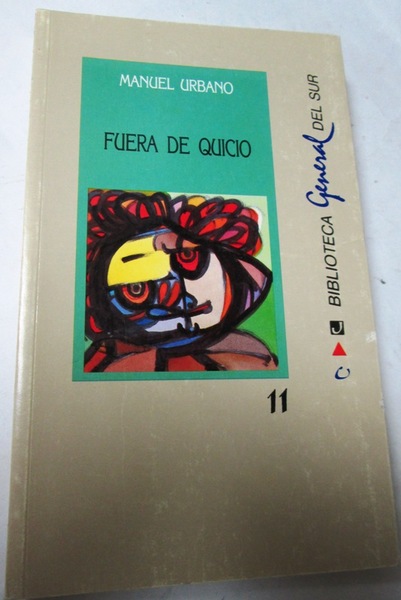 MANUEL URBANO
FUERA DE QUICIO
BIBLIOTECA General DEL SUR
11